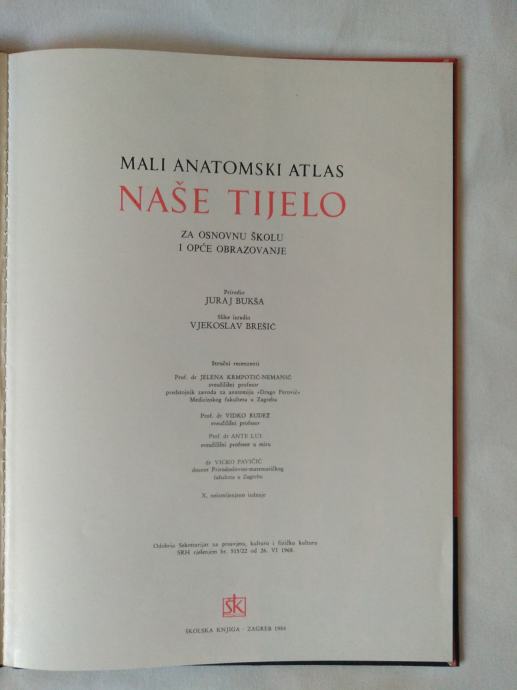 MALI ANATOMSKI ATLAS
NAŠE TIJELO
ZA OSNOVNU ŠKOLU
I OPĆE OBRAZOVANJE
Priredio
JURAJ BUKŠA
Slike izradio
VJEKOSLAV BREŠIĆ
Stručni recenzenti
Prof. dr JELENA KRMPOTIĆ-NEMANIĆ
sveučilišni profesor
predstojnik zavoda za anatomiju »Drago Perović«
Medicinskog fakulteta u Zagrebu
Prof. dr VIDKO RUDEŽ
sveučilišni profesor
Prof. dr ANTE LUI
sveučilišni profesor u miru
dr VICKO PAVIČIĆ
docent Prirodoslovno-matematičkog
fakulteta u Zagrebu
X, neizmijenjeno izdanje
Odobrio Sekretarijat za prosvjetu, kulturu i fizičku kulturu
SRH rješenjem br. 515/22 od 26. VI 1968.
šk
ŠKOLSKA KNJIGA - ZAGREB 1984